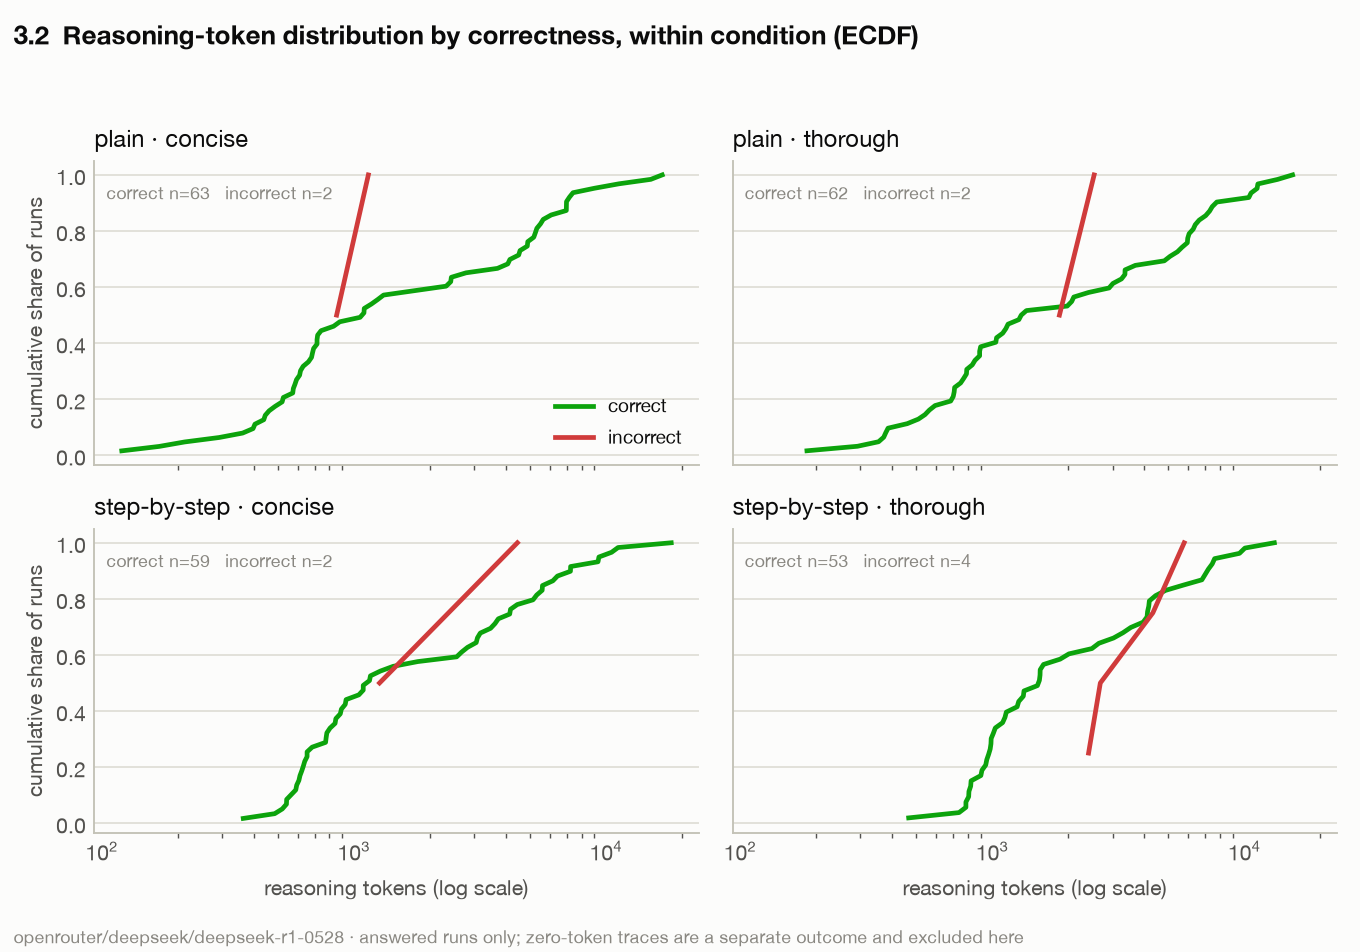 3.2 Reasoning-token distribution by correctness, within condition (ECDF)
plain · concise
plain · thorough
correct n=63 incorrect n=2
correct n=62 incorrect n=2
1.0
0.8
0.6
0.4
0.2
0.0
cumulative share of runs
correct
incorrect
step-by-step · concise
step-by-step · thorough
correct n=59 incorrect n=2
correct n=53 incorrect n=4
1.0
0.8
0.6
0.4
0.2
0.0
cumulative share of runs
10² 10³ 10⁴
10² 10³ 10⁴
reasoning tokens (log scale)
reasoning tokens (log scale)
openrouter/deepseek/deepseek-r1-0528 · answered runs only; zero-token traces are a separate outcome and excluded here